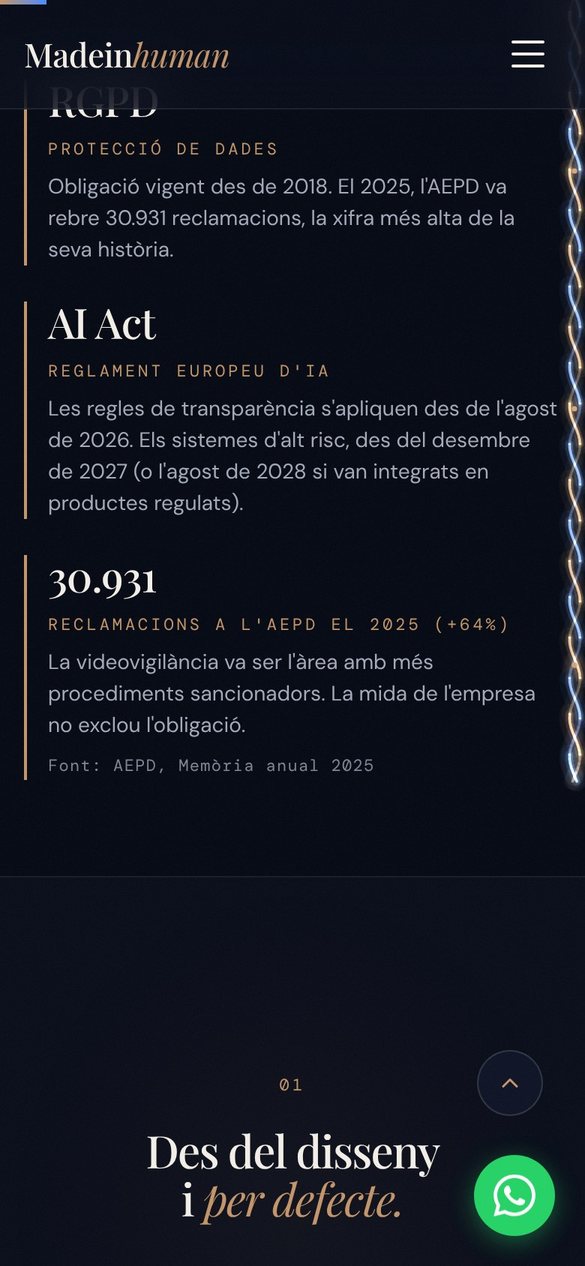 Madeinhuman
RGPD
PROTECCIÓ DE DADES
Obligació vigent des de 2018. El 2025, l'AEPD va
rebre 30.931 reclamacions, la xifra més alta de la
seva història.
AI Act
REGLAMENT EUROPEU D'IA
Les regles de transparència s'apliquen des de l'agost
de 2026. Els sistemes d'alt risc, des del desembre
de 2027 (o l'agost de 2028 si van integrats en
productes regulats).
30.931
RECLAMACIONS A L'AEPD EL 2025 (+64%)
La videovigilància va ser l'àrea amb més
procediments sancionadors. La mida de l'empresa
no exclou l'obligació.
Font: AEPD, Memòria anual 2025
01
Des del disseny
i per defecte.